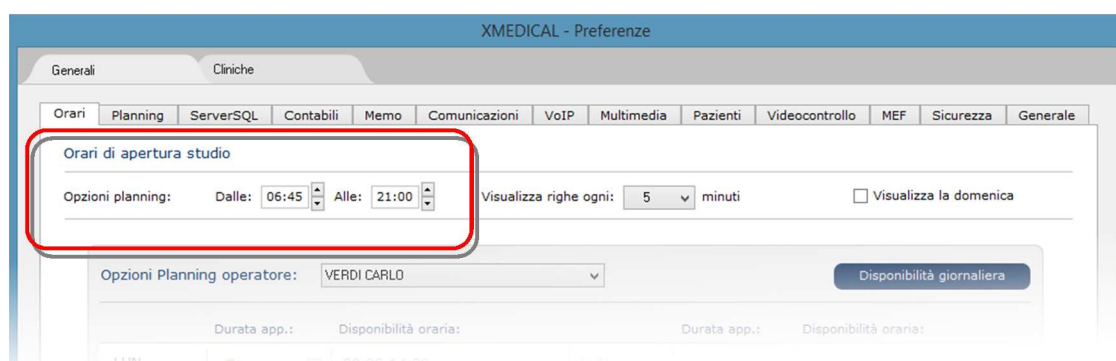 XMEDICAL - Preferenze
Generali Cliniche
Orari Planning ServerSQL Contabili Memo Comunicazioni VoIP Multimedia Pazienti Videocontrollo MEF Sicurezza Generale
Orari di apertura studio
Opzioni planning: Dalle: 06:45 Alle: 21:00 Visualizza righe ogni: 5 minuti Visualizza la domenica
Opzioni Planning operatore: VERDI CARLO Disponibilità giornaliera
Durata app.: Disponibilità oraria: Durata app.: Disponibilità oraria: